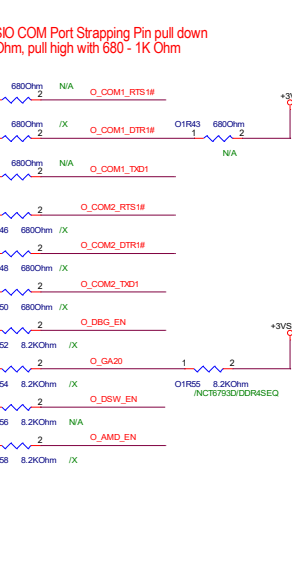 SIO COM Port Strapping Pin pull down
Ohm, pull high with 680 - 1K Ohm
680Ohm N/A
2 O_COM1_RTS1#
+3V
680Ohm /X O1R43 680Ohm
2 O_COM1_DTR1# 1 2
N/A
680Ohm N/A
2 O_COM1_TXD1
2 O_COM2_RTS1#
46 680Ohm /X
2 O_COM2_DTR1#
48 680Ohm /X
2 O_COM2_TXD1
50 680Ohm /X
2 O_DBG_EN
+3VS
52 8.2KOhm /X
2 O_GA20 1 2
54 8.2KOhm /X O1R55 8.2KOhm
/NCT6793D/DDR4SEQ
2 O_DSW_EN
56 8.2KOhm N/A
2 O_AMD_EN
58 8.2KOhm /X